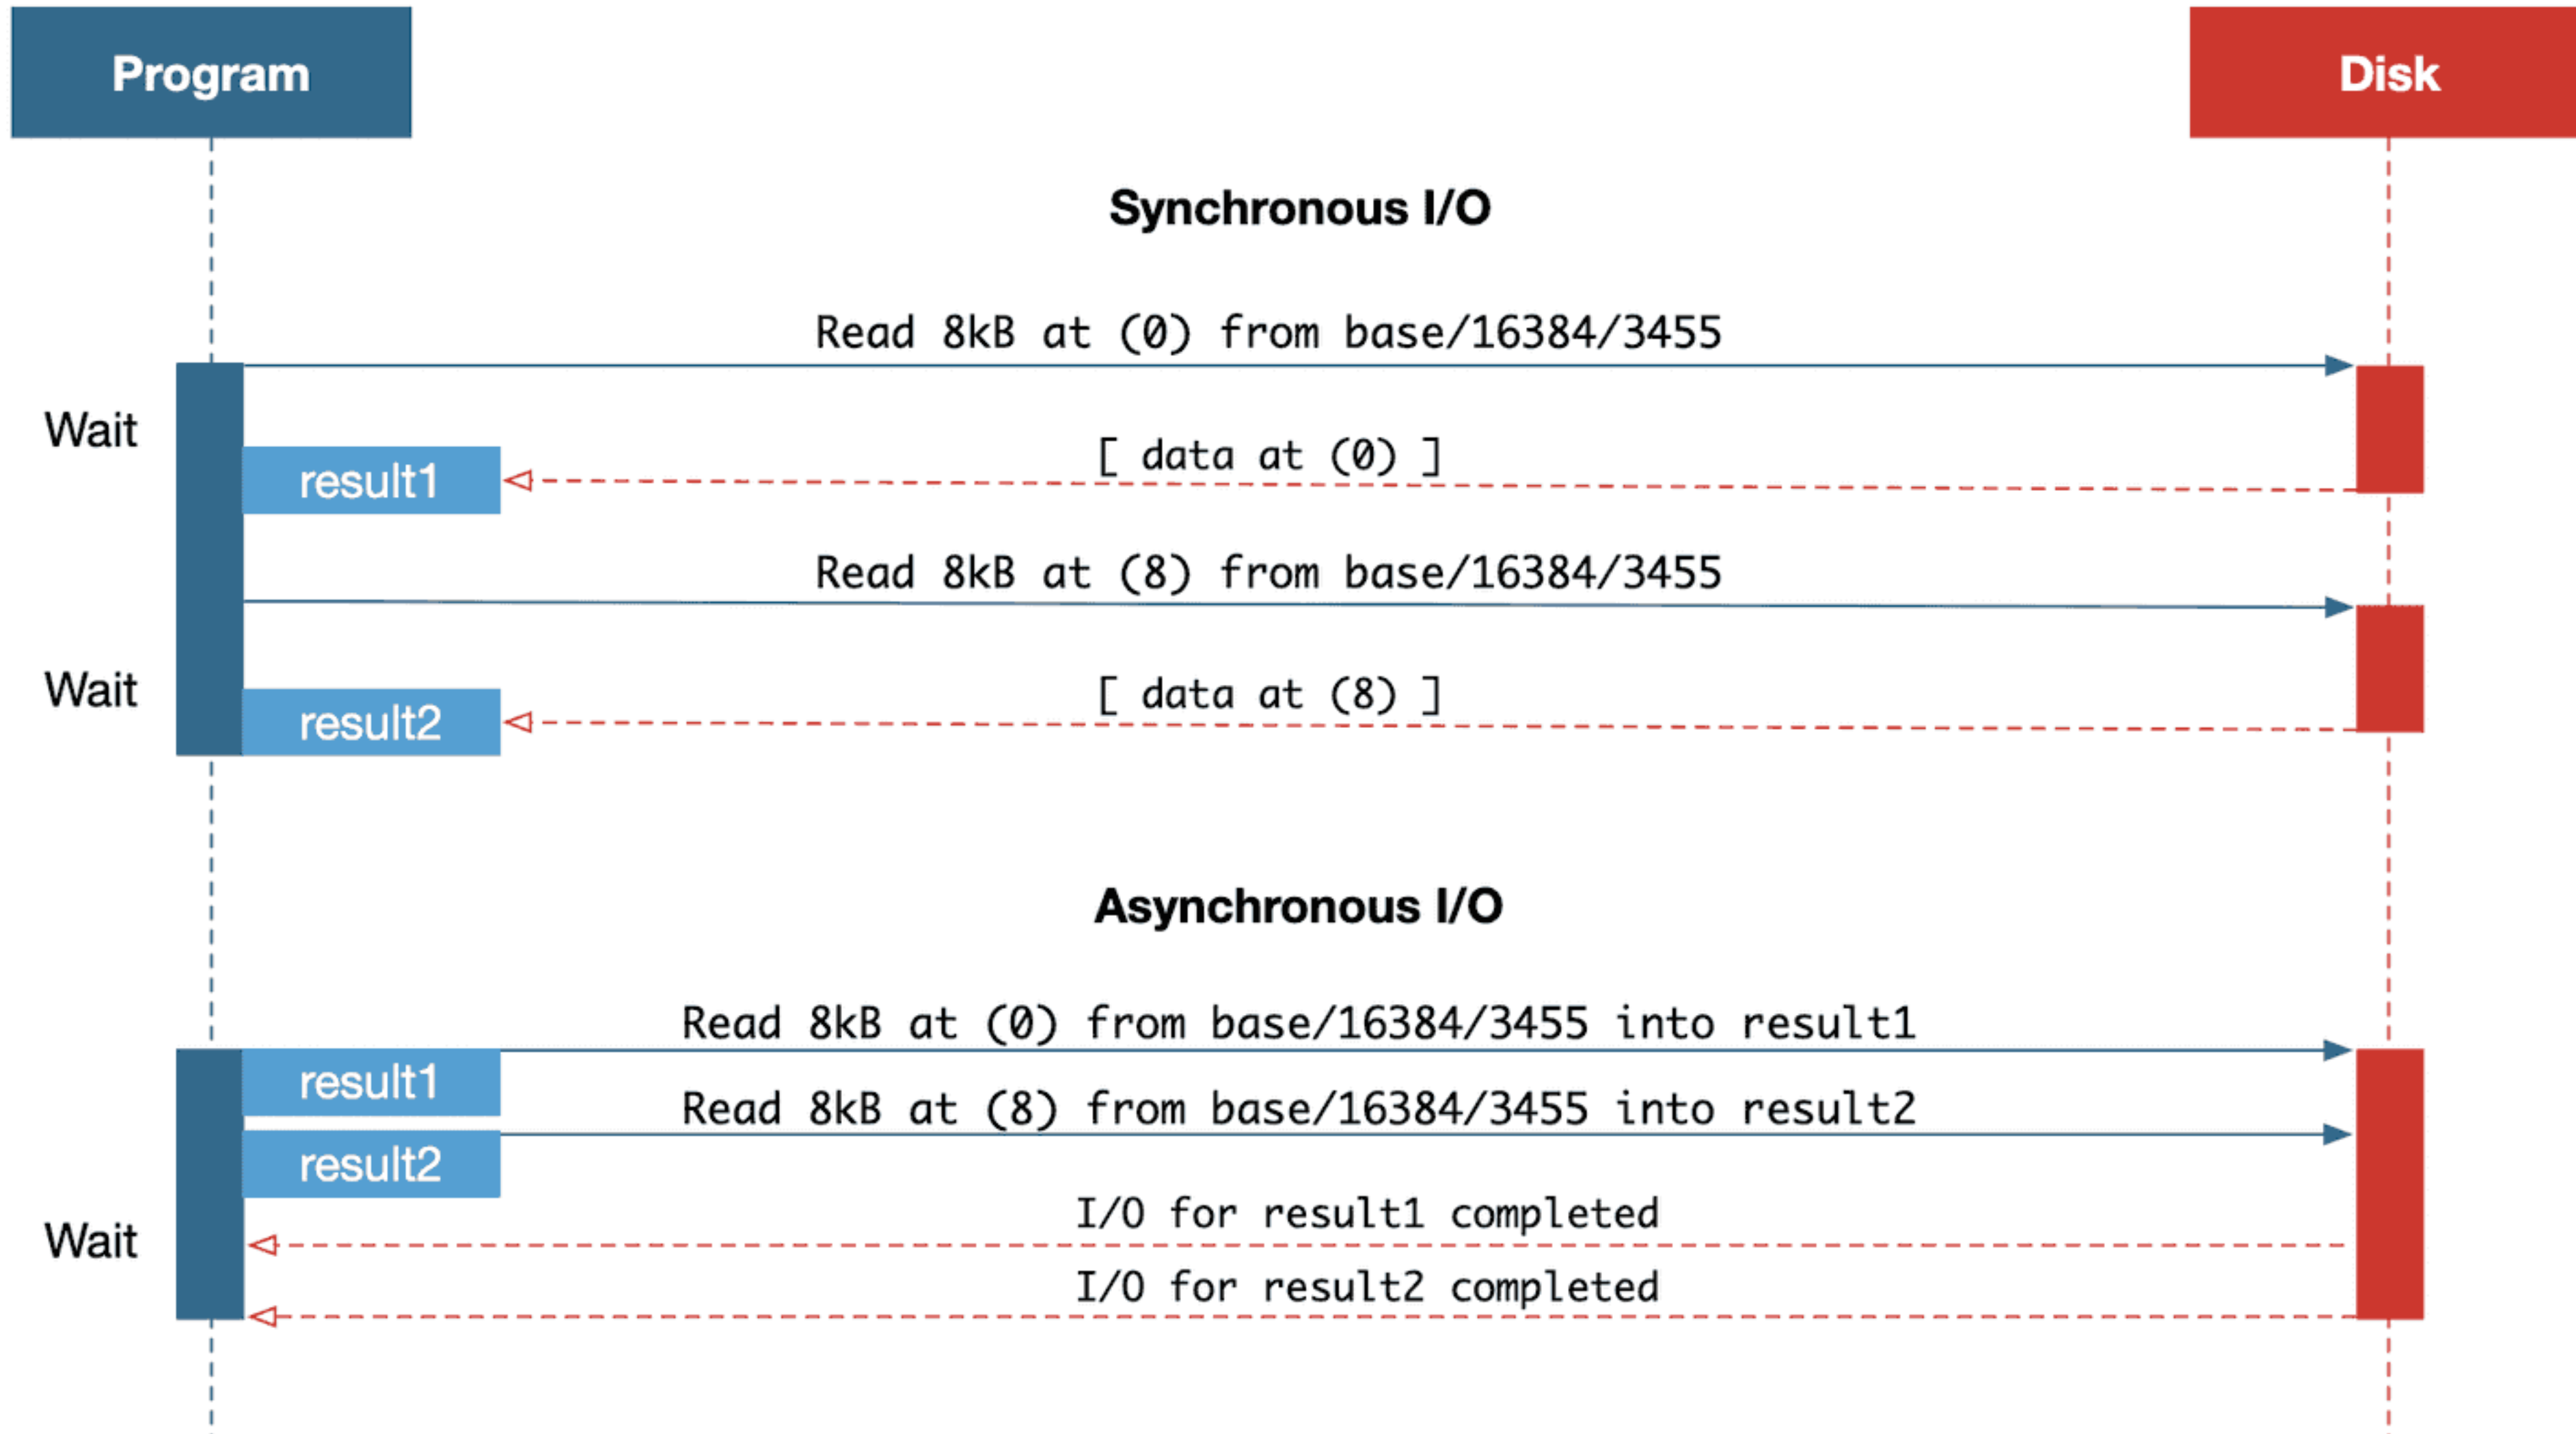 Program
Disk
Synchronous I/O
Read 8kB at (0) from base/16384/3455
Wait
[ data at (0) ]
result1
Read 8kB at (8) from base/16384/3455
Wait
[ data at (8) ]
result2
Asynchronous I/O
Read 8kB at (0) from base/16384/3455 into result1
result1
Read 8kB at (8) from base/16384/3455 into result2
result2
I/O for result1 completed
Wait
I/O for result2 completed